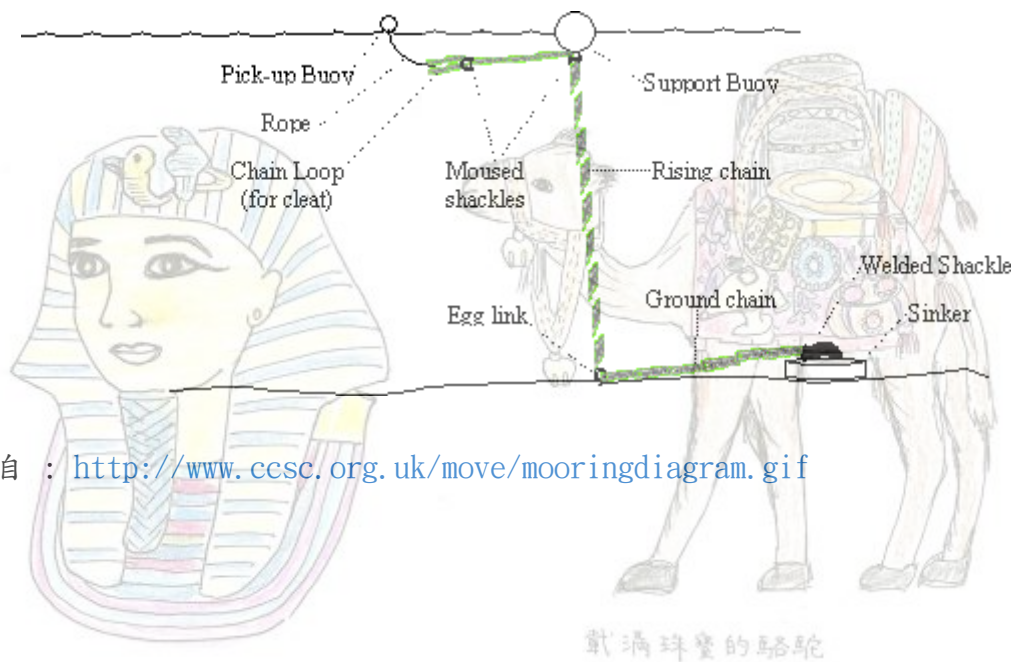 Pick-up Buoy
Support Buoy
Rope
Chain Loop
(for cleat)
Moused
shackles
Rising chain
Welded Shackle
Egg link
Ground chain
Sinker
自 : http://www.ccsc.org.uk/move/mooringdiagram.gif
戴滿珠寶的駱駝